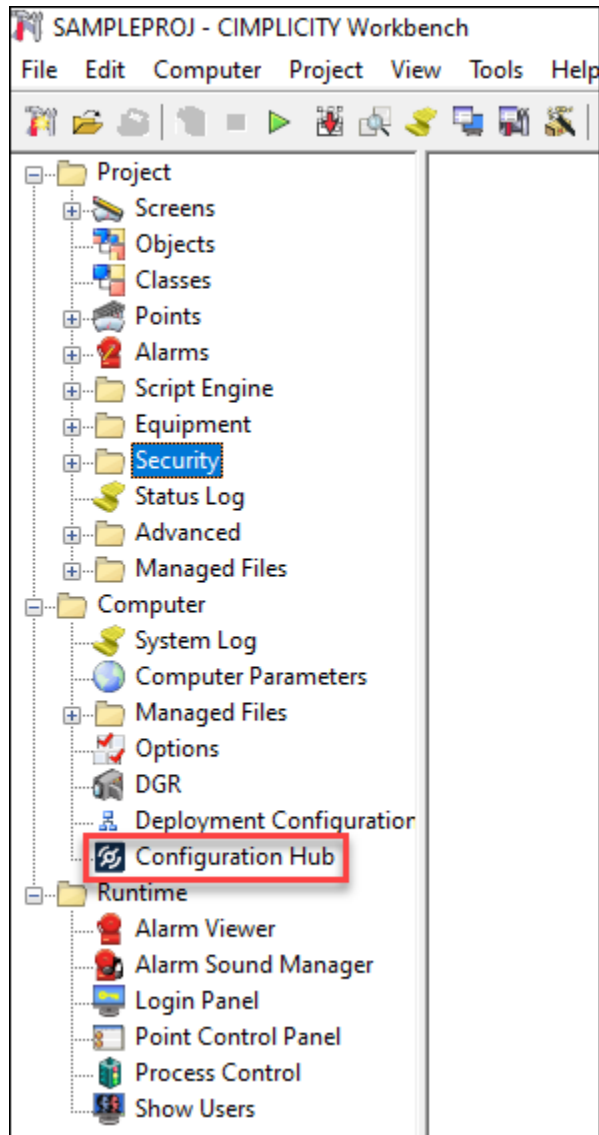 SAMPLEPROJ - CIMPLICITY Workbench
File Edit Computer Project View Tools Help
Project
Screens
Objects
Classes
Points
Alarms
Script Engine
Equipment
Security
Status Log
Advanced
Managed Files
Computer
System Log
Computer Parameters
Managed Files
Options
DGR
Deployment Configuration
Configuration Hub
Runtime
Alarm Viewer
Alarm Sound Manager
Login Panel
Point Control Panel
Process Control
Show Users